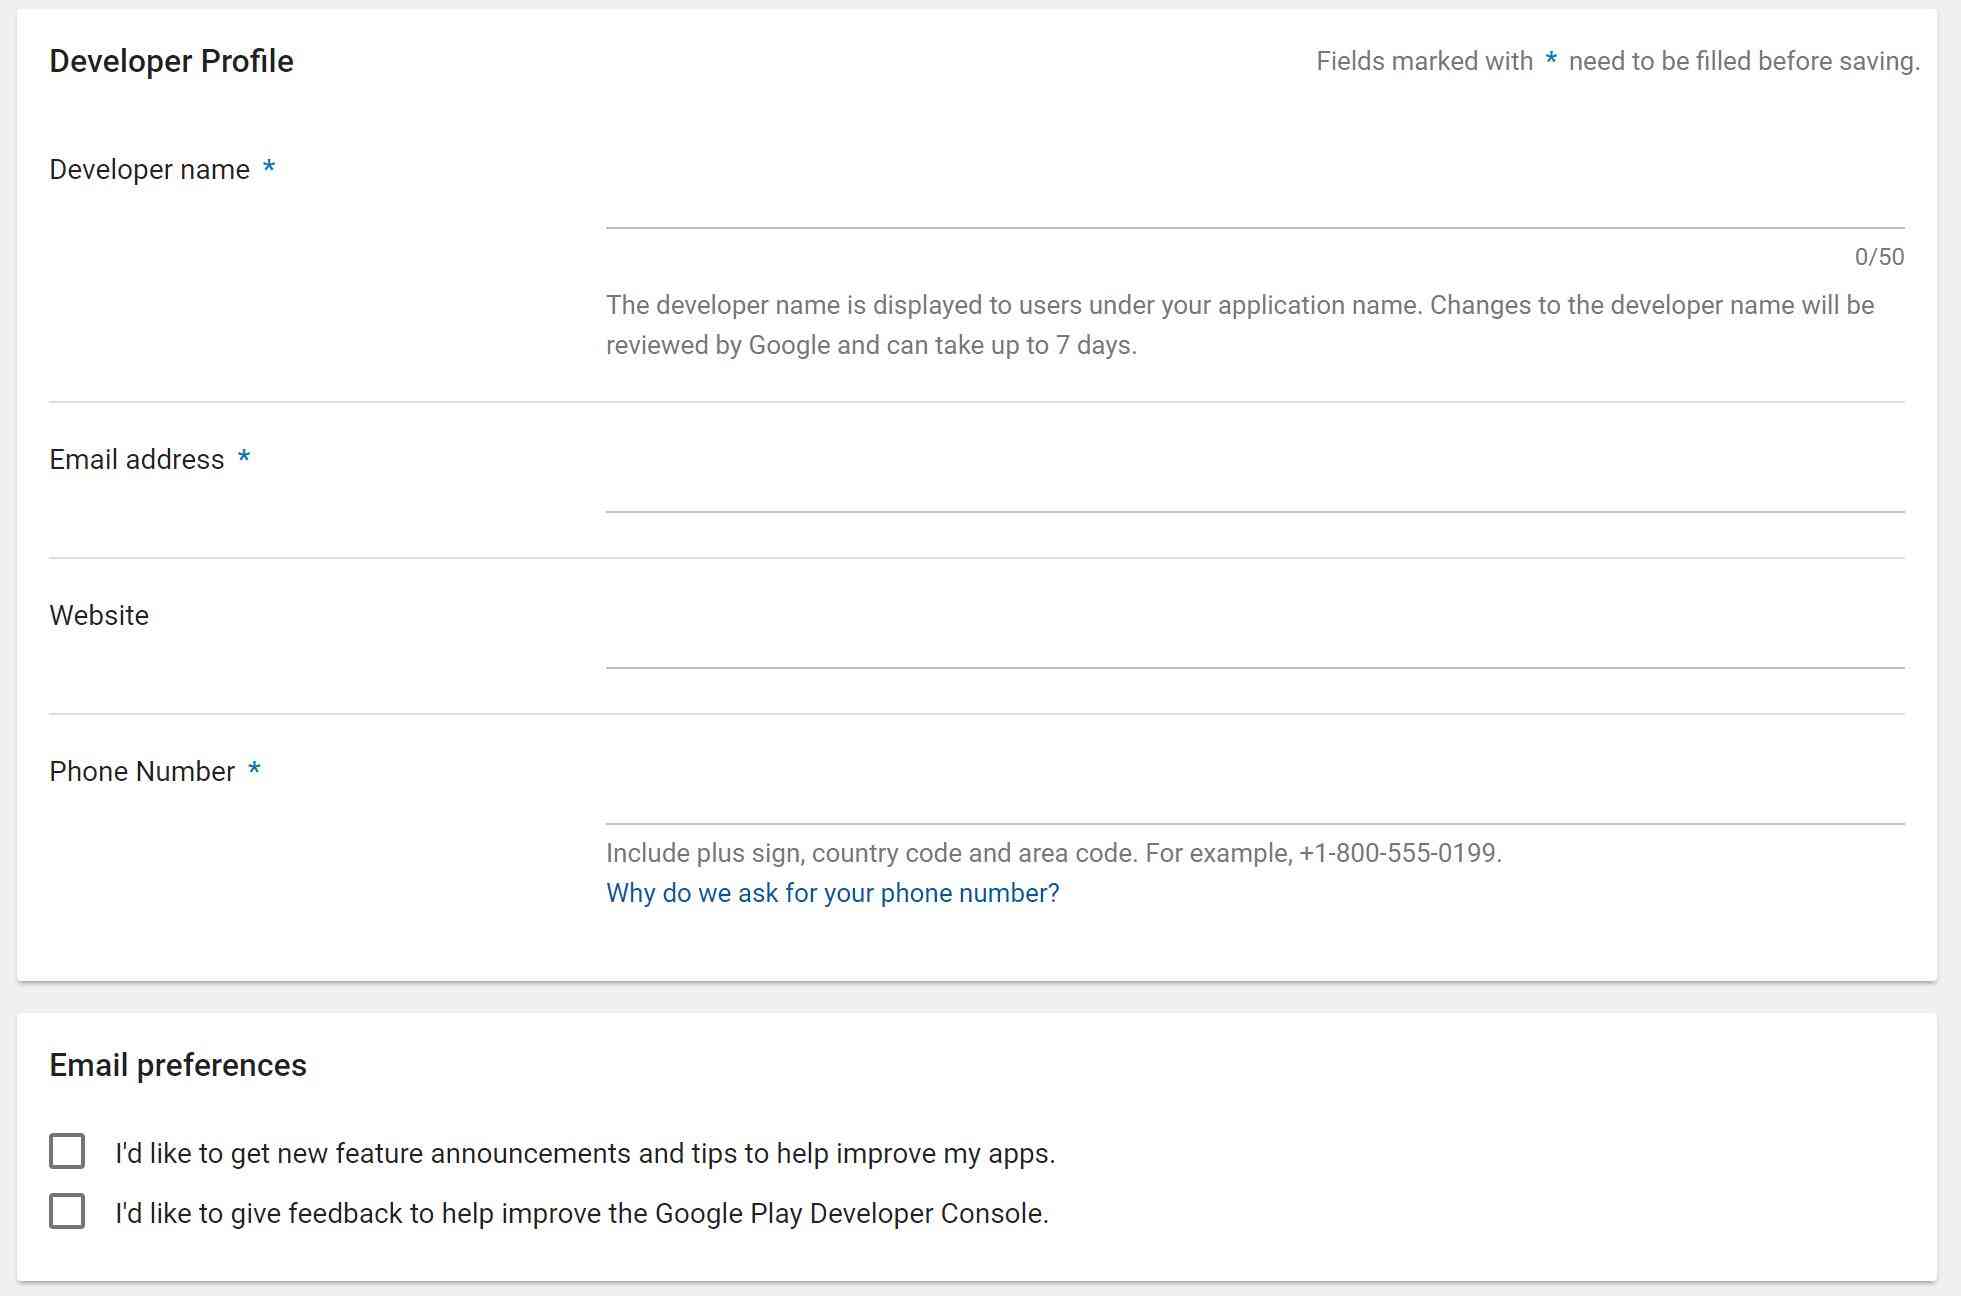 Developer Profile
Fields marked with * need to be filled before saving.
Developer name *
0/50
The developer name is displayed to users under your application name. Changes to the developer name will be
reviewed by Google and can take up to 7 days.
Email address *
Website
Phone Number *
Include plus sign, country code and area code. For example, +1-800-555-0199.
Why do we ask for your phone number?
Email preferences
I'd like to get new feature announcements and tips to help improve my apps.
I'd like to give feedback to help improve the Google Play Developer Console.